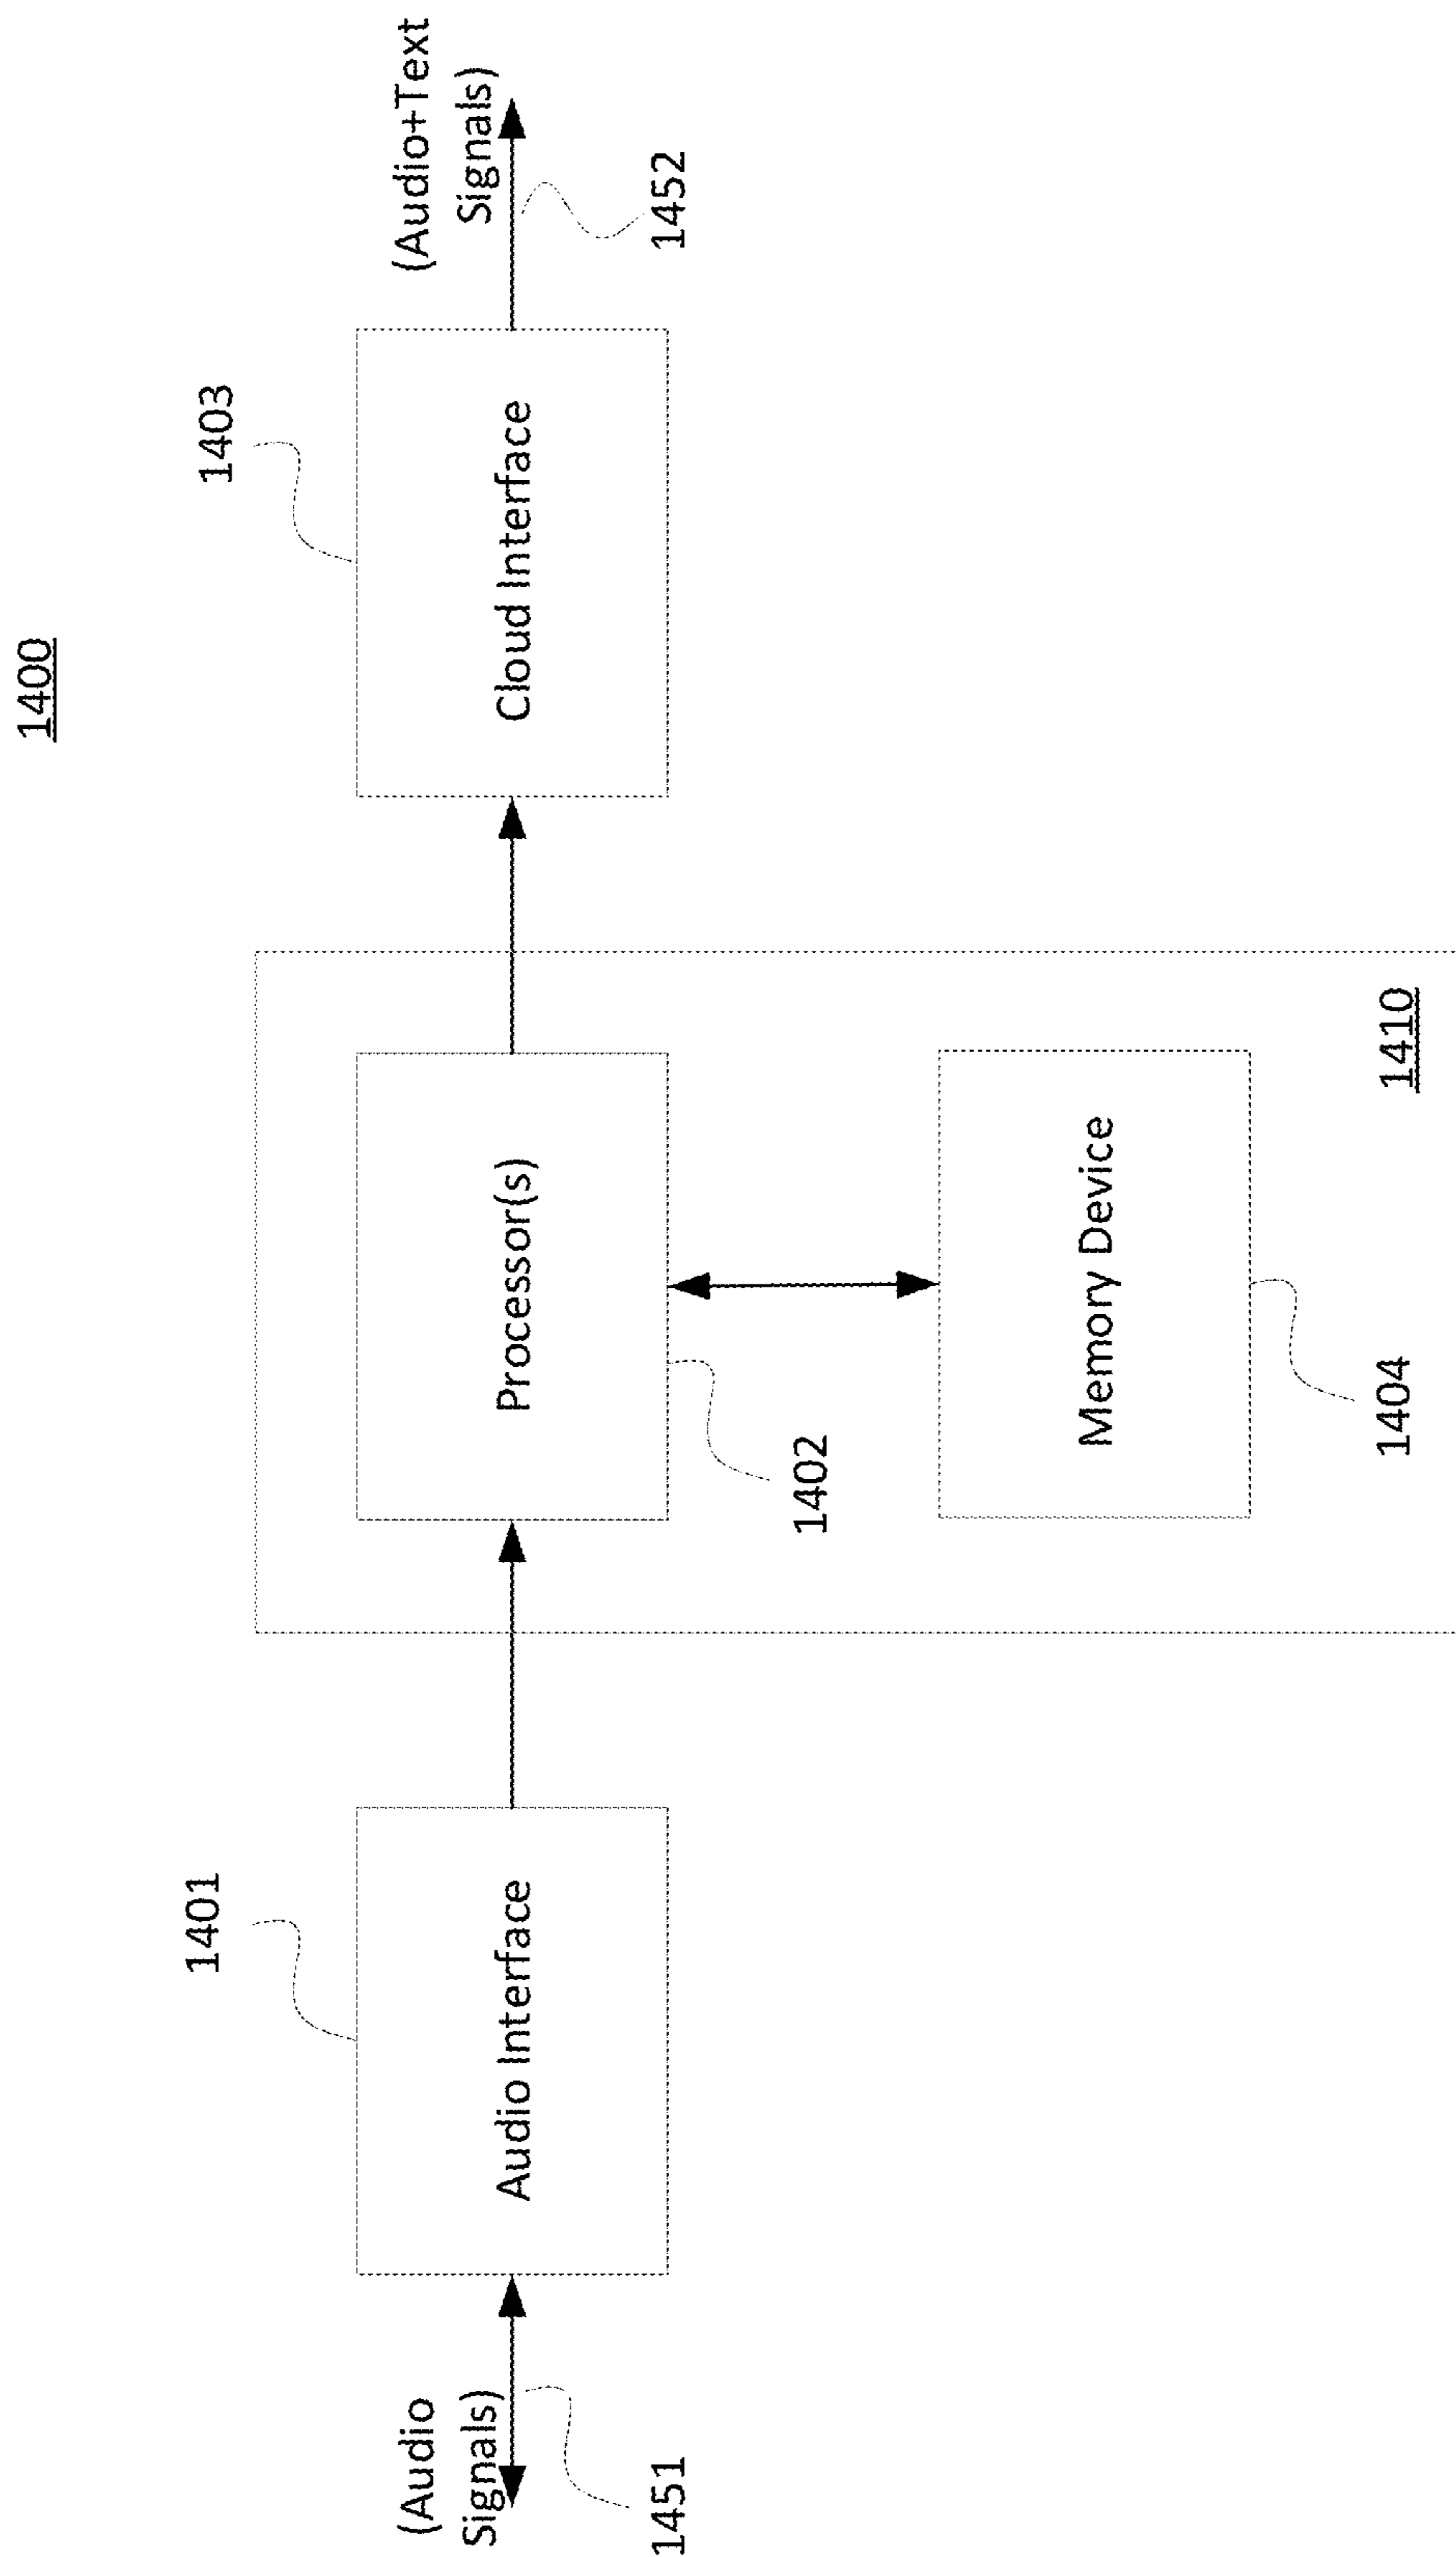 1400
1401
1403
(Audio
Signals)
1451
Audio Interface
Processor(s)
1402
Cloud Interface
(Audio+Text
Signals)
1452
Memory Device
1404
1410